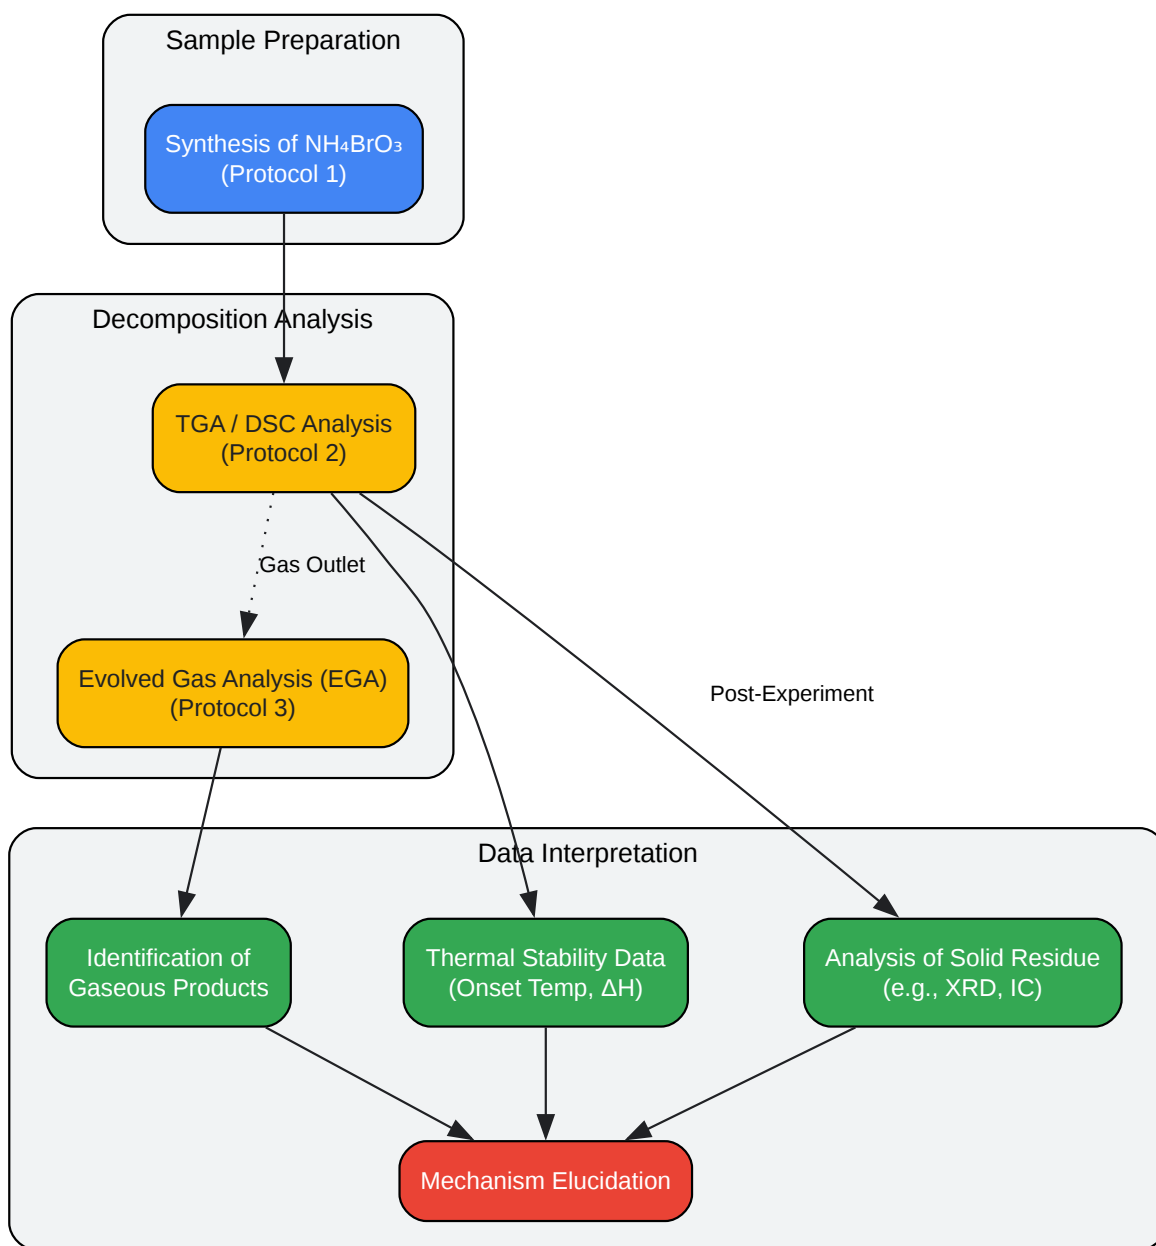 Sample Preparation
Synthesis of NH₄BrO₃
(Protocol 1)
Decomposition Analysis
TGA / DSC Analysis
(Protocol 2)
Gas Outlet
Evolved Gas Analysis (EGA)
(Protocol 3)
Post-Experiment
Data Interpretation
Identification of
Gaseous Products
Thermal Stability Data
(Onset Temp, ΔH)
Analysis of Solid Residue
(e.g., XRD, IC)
Mechanism Elucidation